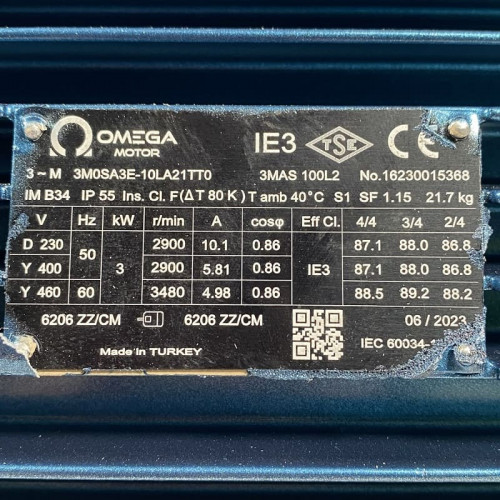 OMEGA
MOTOR
IE3 TSE CE
3~M 3M0SA3E-10LA21TT0 3MAS 100L2 No.16230015368
IM B34 IP 55 Ins. Cl. F(ΔT 80 K) T amb 40°C S1 SF 1.15 21.7 kg
V Hz kW r/min A cosφ Eff Cl. 4/4 3/4 2/4
D 230 50 3 2900 10.1 0.86 IE3 87.1 88.0 86.8
Y 400 2900 5.81 0.86 87.1 88.0 86.8
Y 460 60 3480 4.98 0.86 88.5 89.2 88.2
6206 ZZ/CM 6206 ZZ/CM 06 / 2023
Made in TURKEY IEC 60034-1